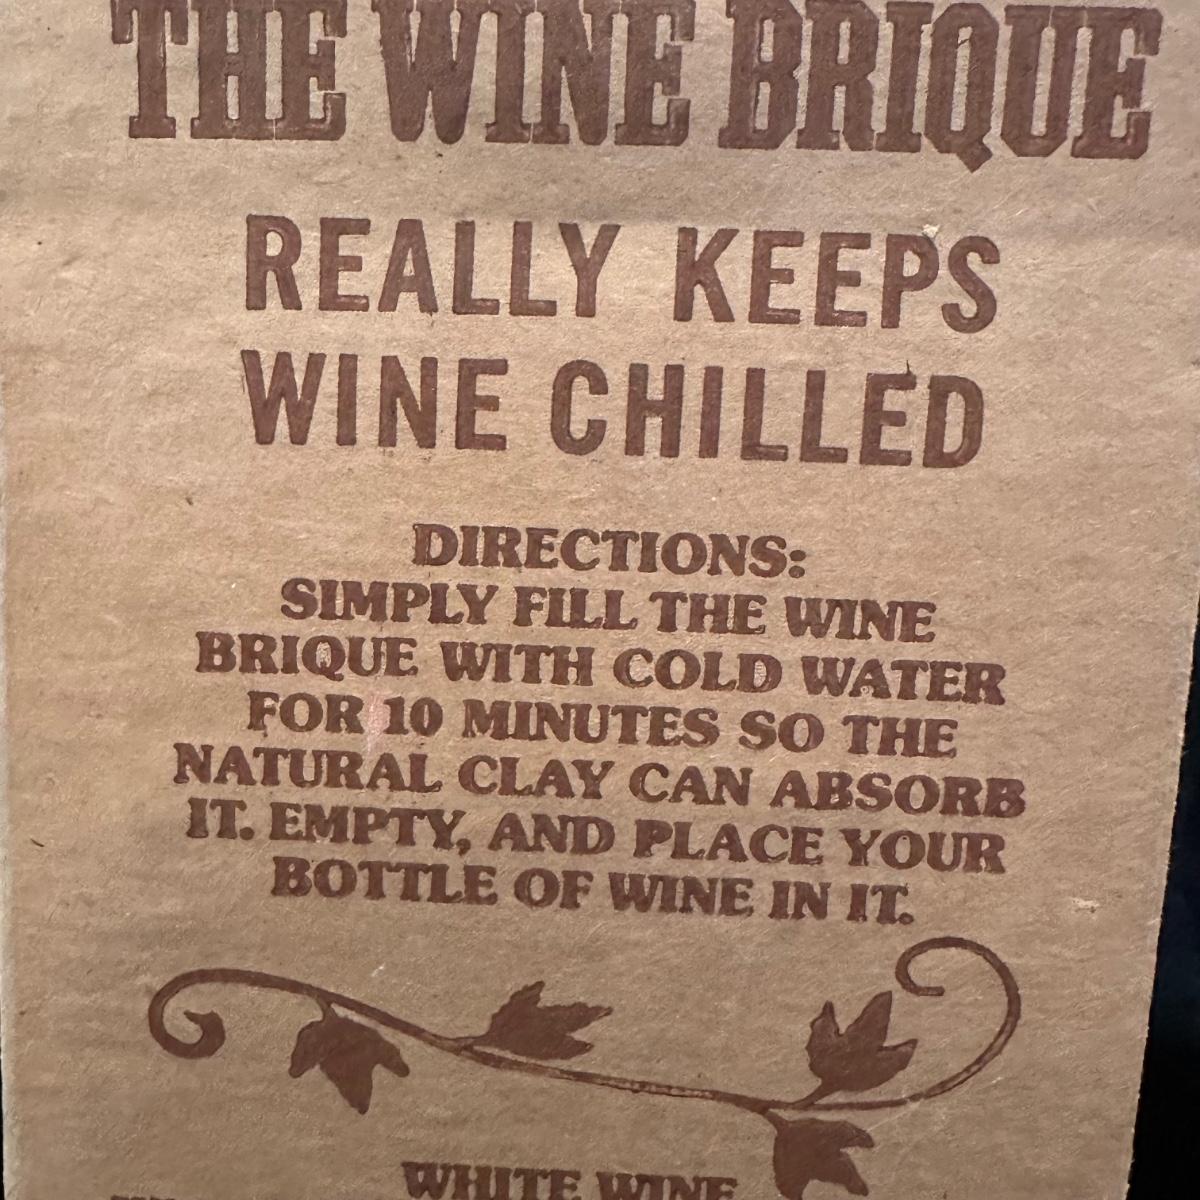 THE WINE BRIQUE
REALLY KEEPS
WINE CHILLED
DIRECTIONS:
SIMPLY FILL THE WINE
BRIQUE WITH COLD WATER
FOR 10 MINUTES SO THE
NATURAL CLAY CAN ABSORB
IT. EMPTY, AND PLACE YOUR
BOTTLE OF WINE IN IT.
WHITE WINE